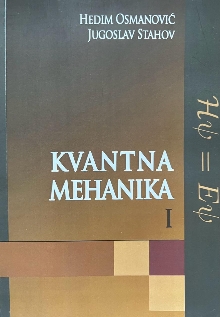 HEDIM OSMANOVIĆ
JUGOSLAV STAHOV
KVANTNA
MEHANIKA
I
Hψ = Eψ